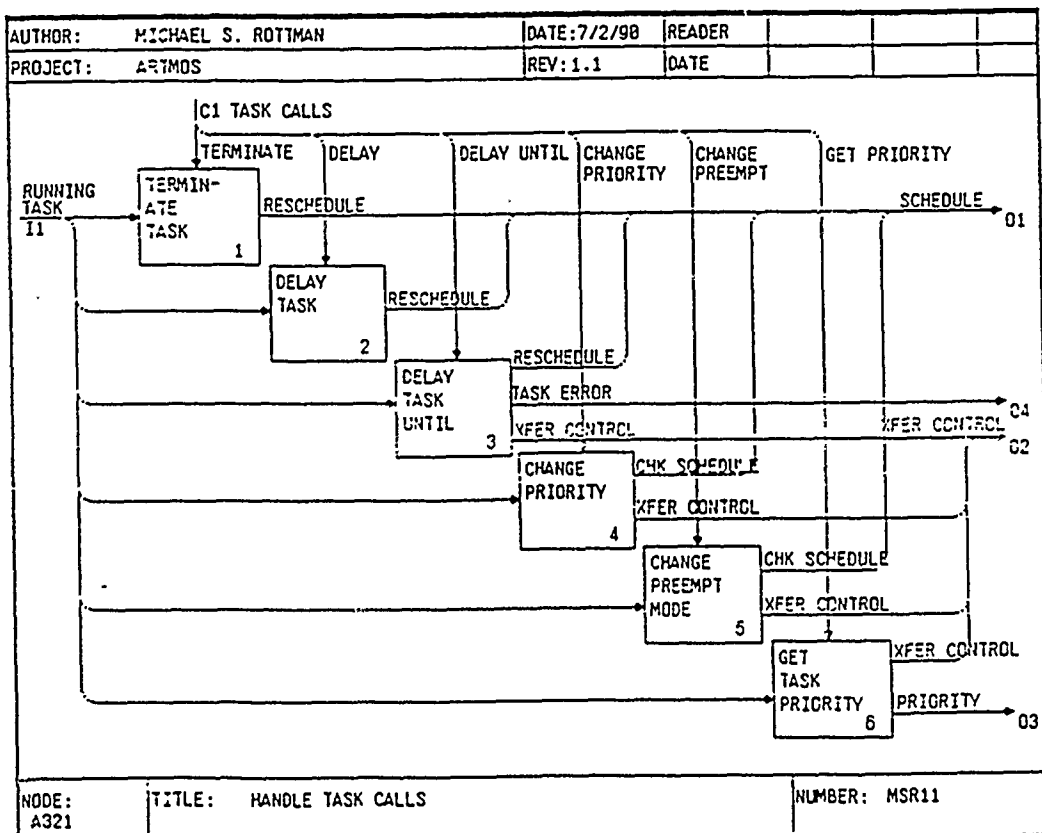 AUTHOR: MICHAEL S. ROTTMAN DATE:7/2/90 READER
PROJECT: ARTMOS REV:1.1 DATE
C1 TASK CALLS
TERMINATE DELAY DELAY UNTIL CHANGE PRIORITY CHANGE PREEMPT GET PRIORITY
RUNNING TASK
I1
TERMIN-
ATE
TASK
1
RESCHEDULE
SCHEDULE
O1
DELAY
TASK
2
RESCHEDULE
DELAY
TASK
UNTIL
3
RESCHEDULE
TASK ERROR
O4
XFER CONTROL
XFER CONTROL
O2
CHANGE
PRIORITY
4
CHK SCHEDULE
XFER CONTROL
CHANGE
PREEMPT
MODE
5
CHK SCHEDULE
XFER CONTROL
GET
TASK
PRIORITY
6
XFER CONTROL
PRIORITY
O3
NODE: TITLE: HANDLE TASK CALLS NUMBER: MSR11
A321